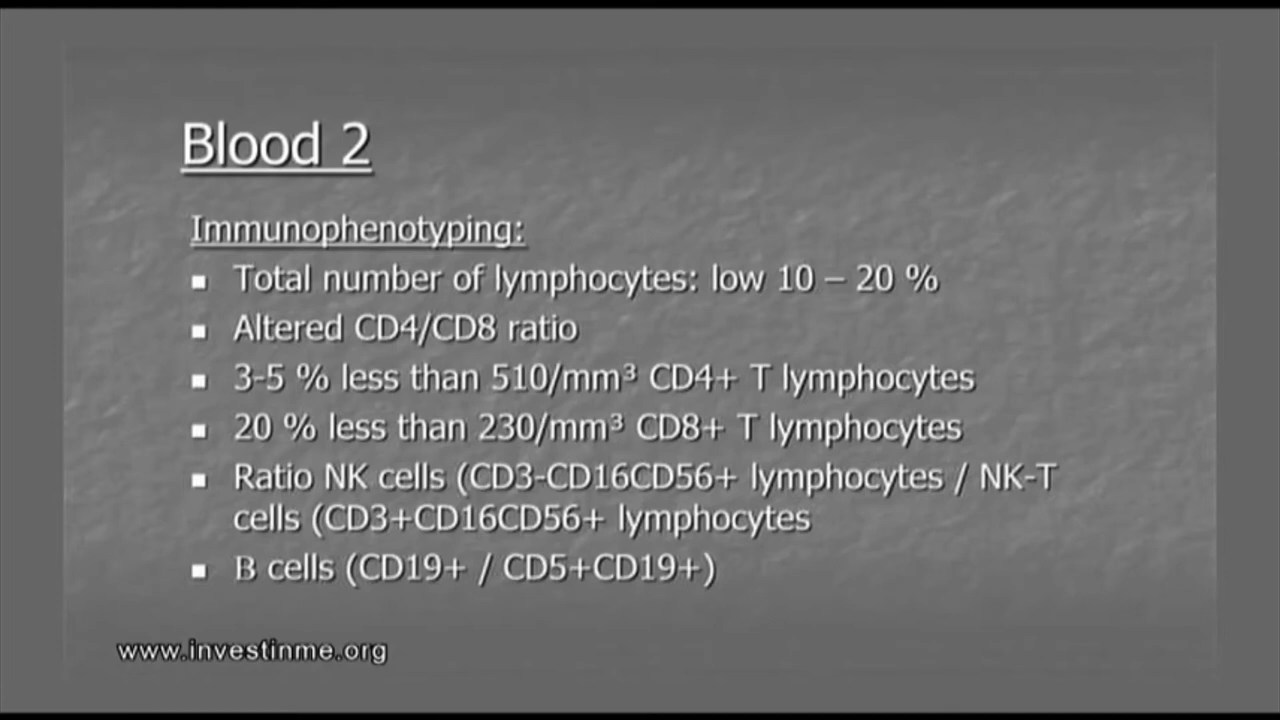 Blood 2
Immunophenotyping:
▪ Total number of lymphocytes: low 10 – 20 %
▪ Altered CD4/CD8 ratio
▪ 3-5 % less than 510/mm³ CD4+ T lymphocytes
▪ 20 % less than 230/mm³ CD8+ T lymphocytes
▪ Ratio NK cells (CD3-CD16CD56+ lymphocytes / NK-T
cells (CD3+CD16CD56+ lymphocytes
▪ B cells (CD19+ / CD5+CD19+)
www.investinme.org